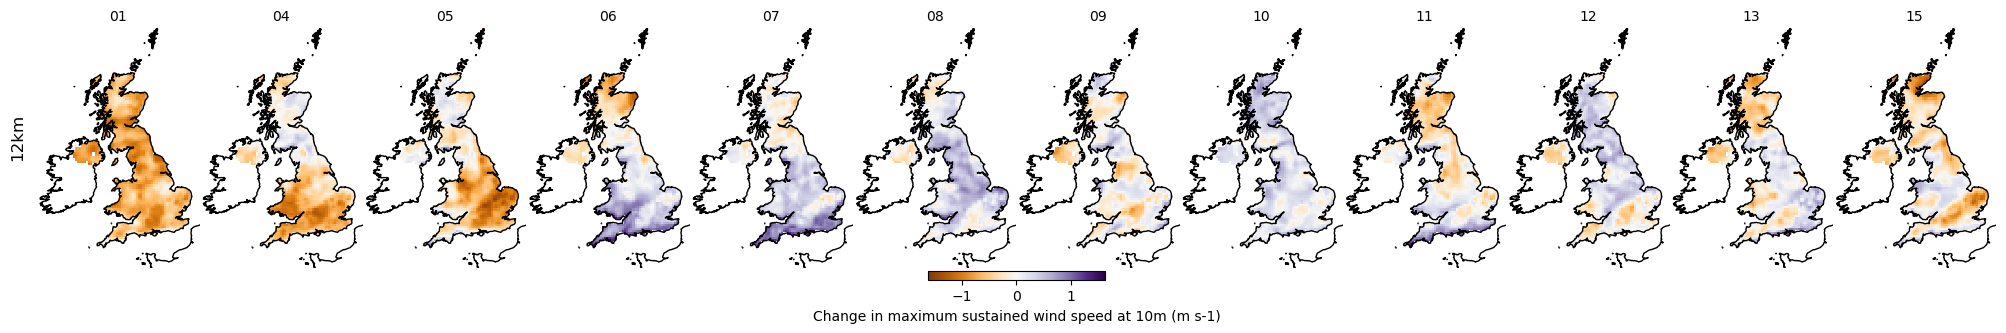 01 04 05 06 07 08 09 10 11 12 13 15
12km
−1 0 1
Change in maximum sustained wind speed at 10m (m s-1)